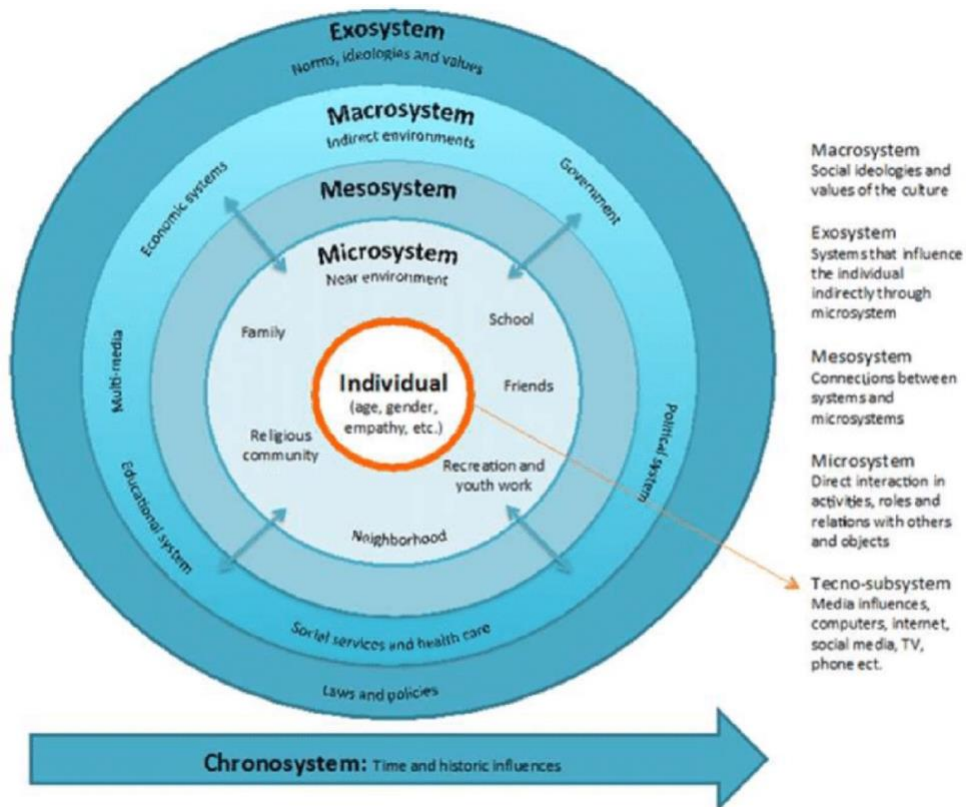 Exosystem
Norms, ideologies and values
Macrosystem
Indirect environments
Economic systems
Government
Mesosystem
Microsystem
Near environment
Family
School
Multi-media
Individual
(age, gender,
empathy, etc.)
Friends
Religious
community
Recreation and
youth work
Political system
Educational system
Neighborhood
Social services and health care
Laws and policies
Macrosystem
Social ideologies and
values of the culture
Exosystem
Systems that influence
the individual
indirectly through
microsystem
Mesosystem
Connections between
systems and
microsystems
Microsystem
Direct interaction in
activities, roles and
relations with others
and objects
Tecno-subsystem
Media influences,
computers, internet,
social media, TV,
phone ect.
Chronosystem: Time and historic influences